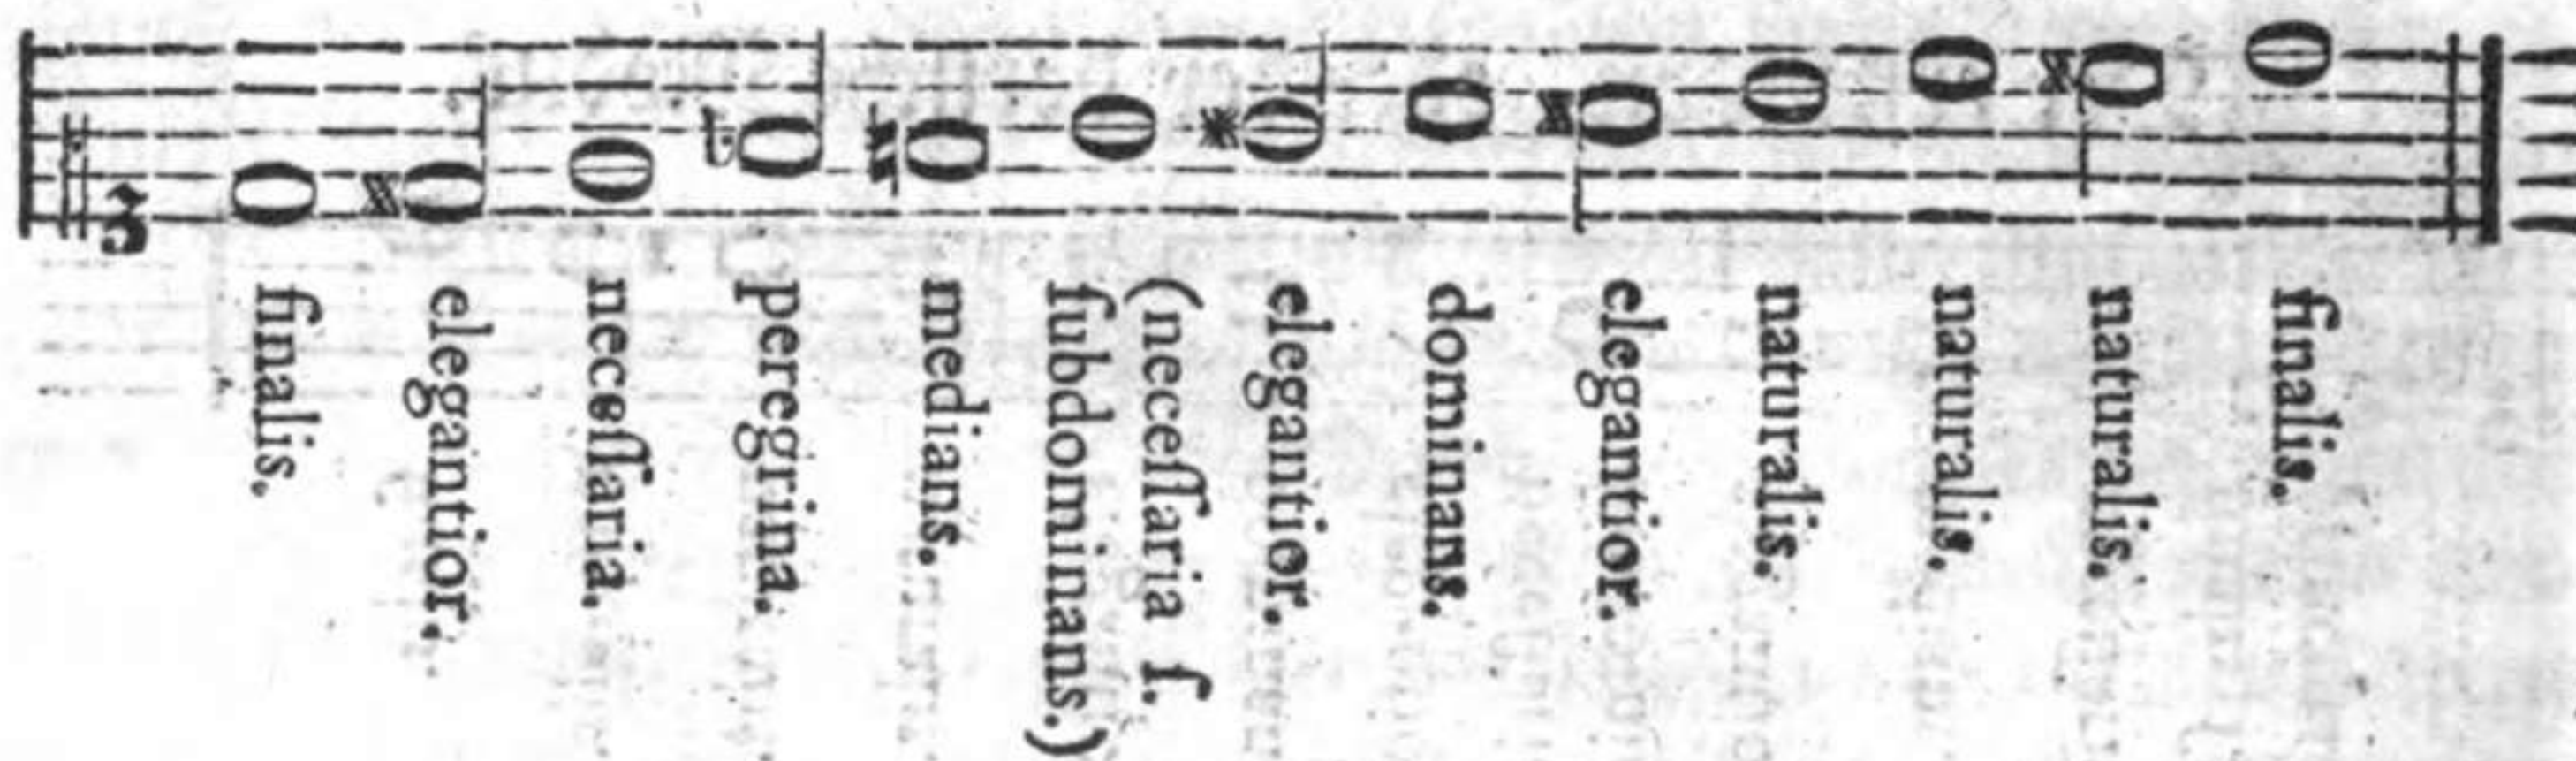 finalis.
elegantior.
neceſſaria.
peregrina.
medians.
(neceſſaria ſ.
ſubdominans.)
elegantior.
dominans.
elegantior.
naturalis.
naturalis.
naturalis.
finalis.